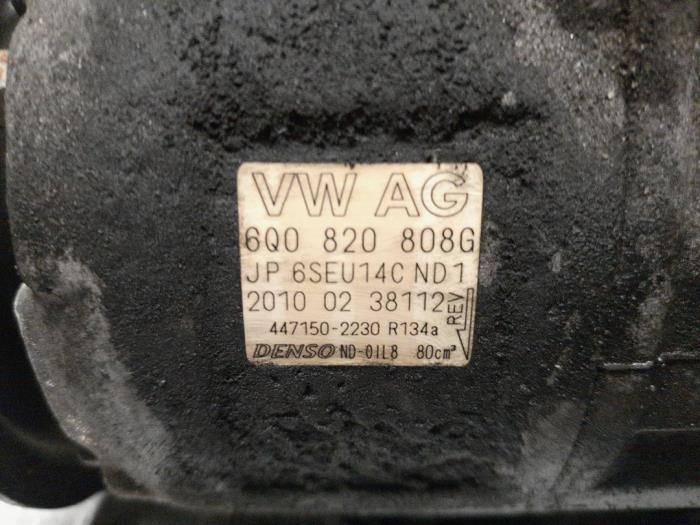 VW AG
6Q0 820 808G
JP 6SEU14C ND1
2010 02 38112
REV
447150-2230 R134a
DENSO ND-OIL8 80cm³